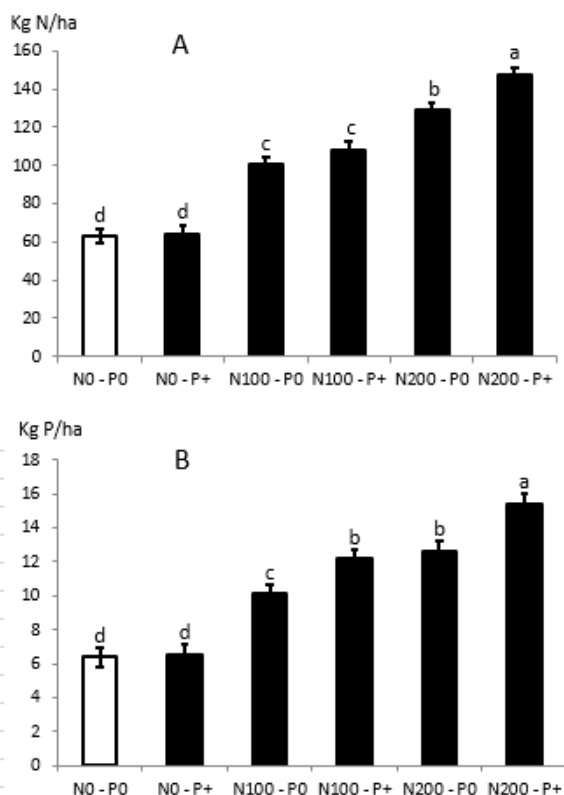 Kg N/ha
A
160
140
120
100
80
60
40
20
0
d
d
c
c
b
a
N0 - P0 N0 - P+ N100 - P0 N100 - P+ N200 - P0 N200 - P+
Kg P/ha
B
18
16
14
12
10
8
6
4
2
0
d
d
c
b
b
a
N0 - P0 N0 - P+ N100 - P0 N100 - P+ N200 - P0 N200 - P+